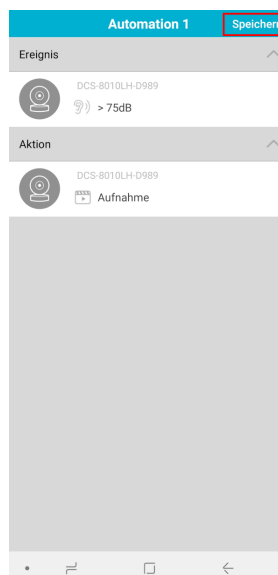 Automation 1
Speichern
Ereignis
DCS-8010LH-D989
> 75dB
Aktion
DCS-8010LH-D989
Aufnahme